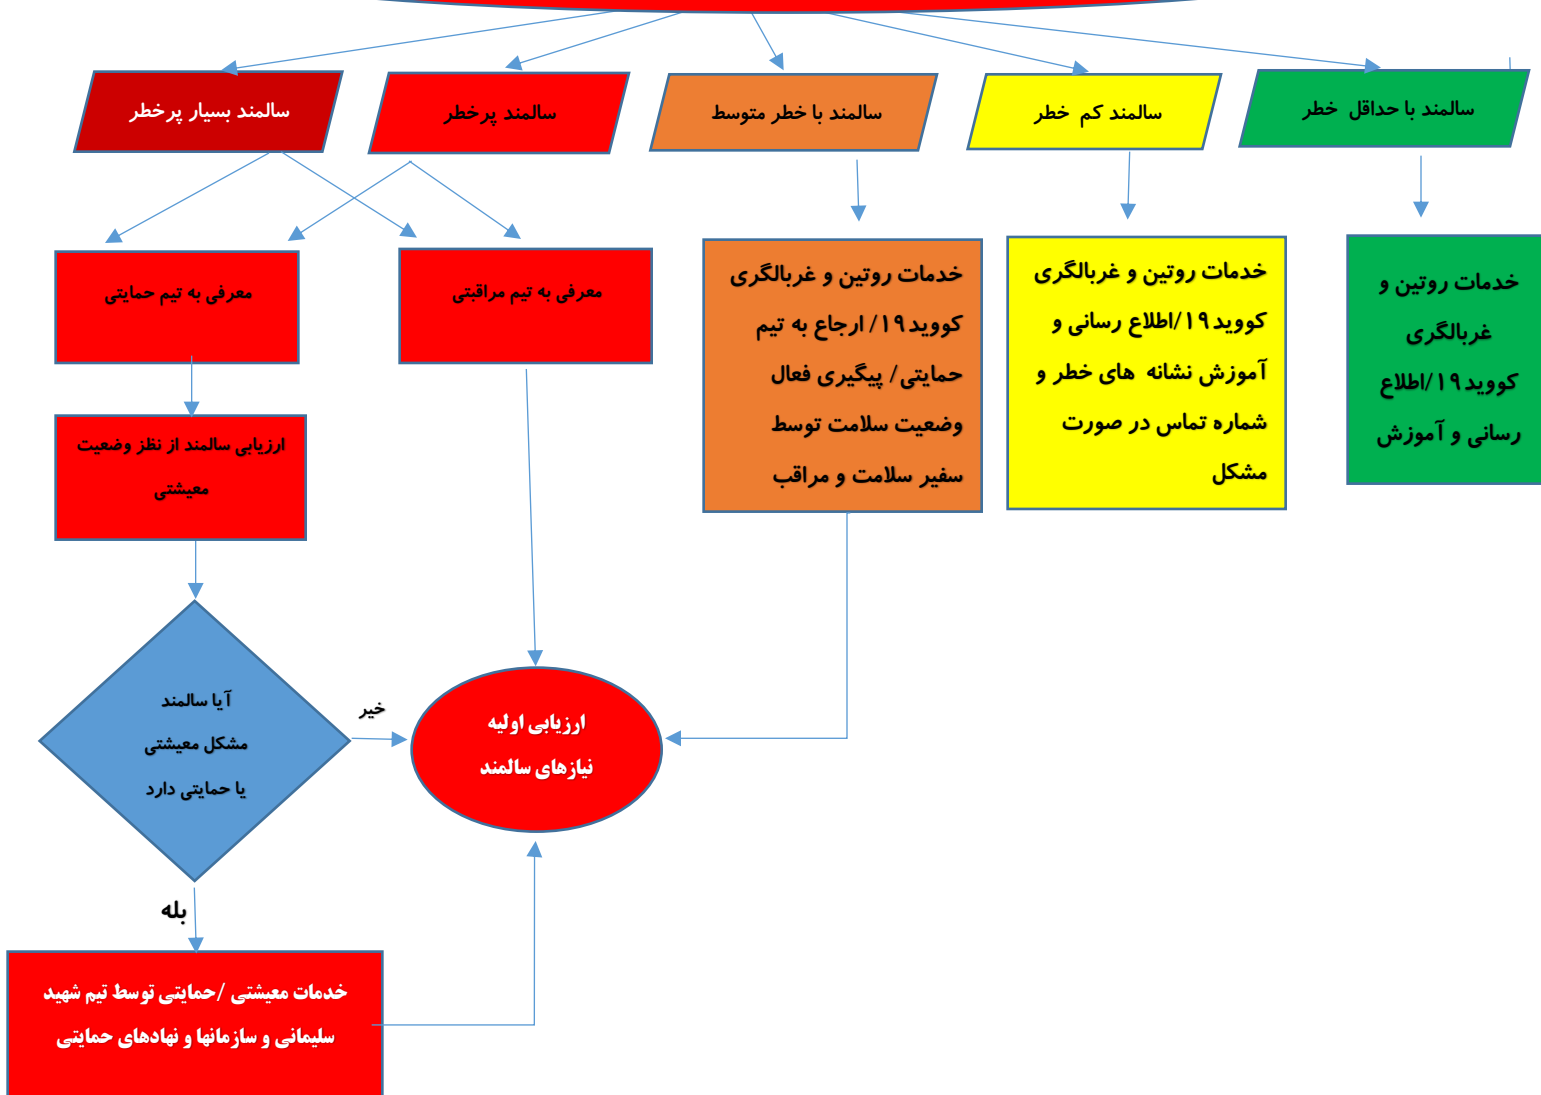 سالمند با حداقل خطر
سالمند کم خطر
سالمند با خطر متوسط
سالمند پرخطر
سالمند بسیار پرخطر
خدمات روتین و
غربالگری
کووید۱۹/اطلاع
رسانی و آموزش
خدمات روتین و غربالگری
کووید۱۹/اطلاع رسانی و
آموزش نشانه های خطر و
شماره تماس در صورت
مشکل
خدمات روتین و غربالگری
کووید۱۹/ ارجاع به تیم
حمایتی/ پیگیری فعال
وضعیت سلامت توسط
سفیر سلامت و مراقب
معرفی به تیم مراقبتی
معرفی به تیم حمایتی
ارزیابی سالمند از نظز وضعیت
معیشتی
آیا سالمند
مشکل معیشتی
یا حمایتی دارد
خیر
ارزیابی اولیه
نیازهای سالمند
بله
خدمات معیشتی /حمایتی توسط تیم شهید
سلیمانی و سازمانها و نهادهای حمایتی